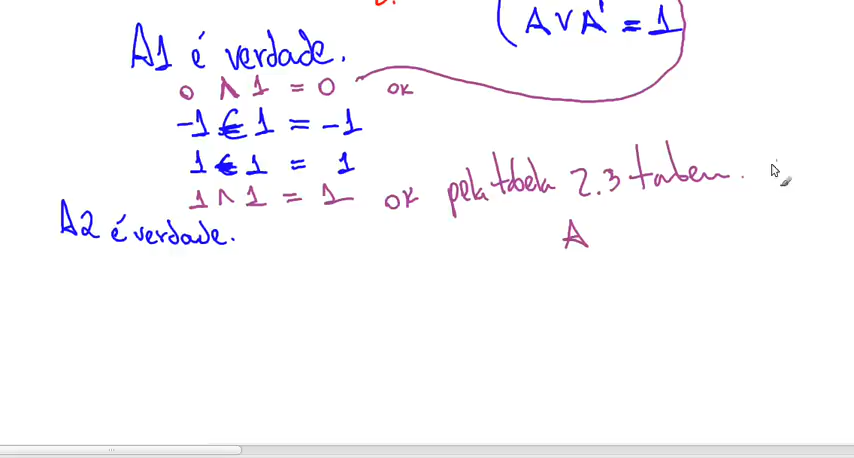 (A ∨ A' = 1
A1 é verdade.
0 ∧ 1 = 0 ok
-1 € 1 = -1
1 € 1 = 1
1 ∧ 1 = 1 ok pela tabela 2.3 tabem.
A2 é verdade.
A